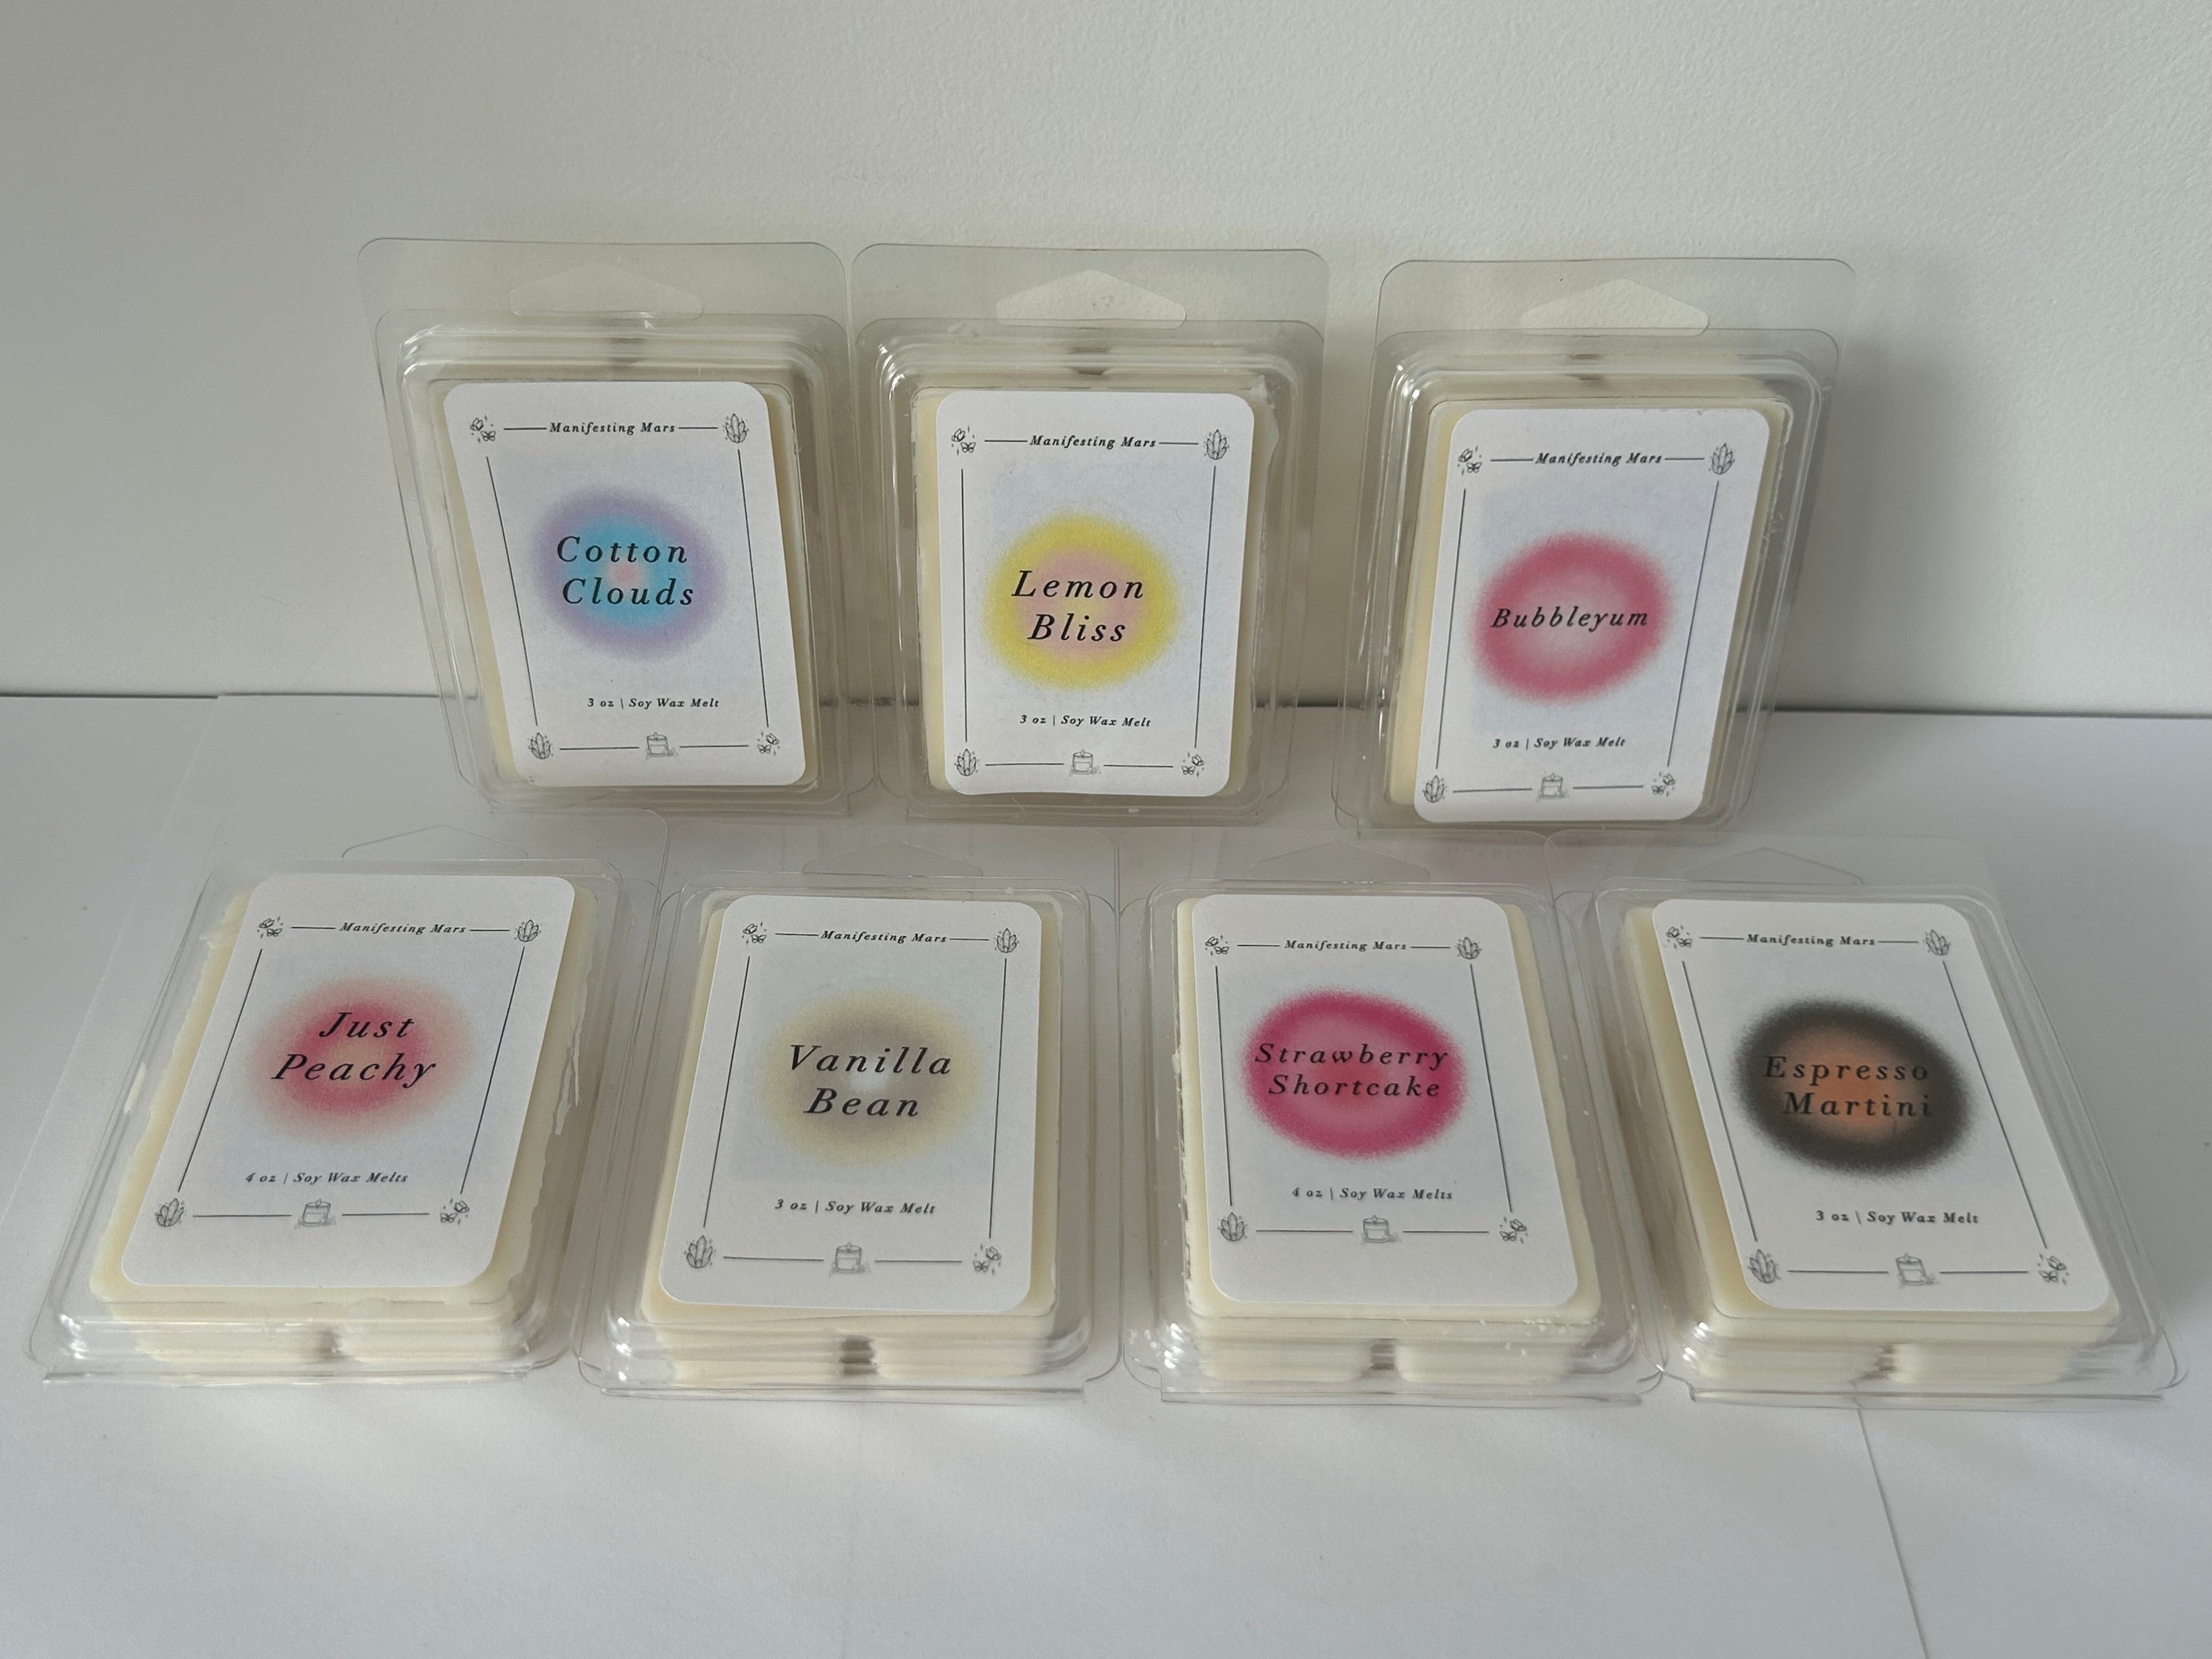 Manifesting Mars
Cotton
Clouds
3 oz | Soy Wax Melt
Manifesting Mars
Lemon
Bliss
3 oz | Soy Wax Melt
Manifesting Mars
Bubbleyum
3 oz | Soy Wax Melt
Manifesting Mars
Just
Peachy
4 oz | Soy Wax Melts
Manifesting Mars
Vanilla
Bean
3 oz | Soy Wax Melt
Manifesting Mars
Strawberry
Shortcake
4 oz | Soy Wax Melts
Manifesting Mars
Espresso
Martini
3 oz | Soy Wax Melt